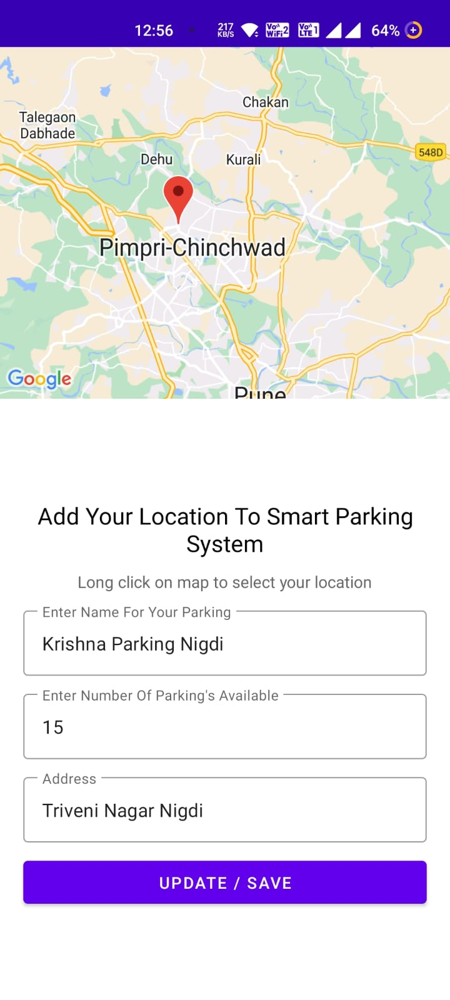 12:56 217 KB/S Vo)) WiFi 2 Vo)) LTE 1 64%
Chakan
Talegaon
Dabhade
Dehu
Kurali
548D
Pimpri-Chinchwad
Google
Pune
Add Your Location To Smart Parking
System
Long click on map to select your location
Enter Name For Your Parking
Krishna Parking Nigdi
Enter Number Of Parking's Available
15
Address
Triveni Nagar Nigdi
UPDATE / SAVE